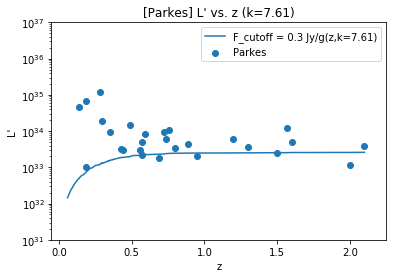 [Parkes] L' vs. z (k=7.61)
F_cutoff = 0.3 Jy/g(z,k=7.61)
Parkes
L'
10^37
10^36
10^35
10^34
10^33
10^32
10^31
0.0 0.5 1.0 1.5 2.0
z